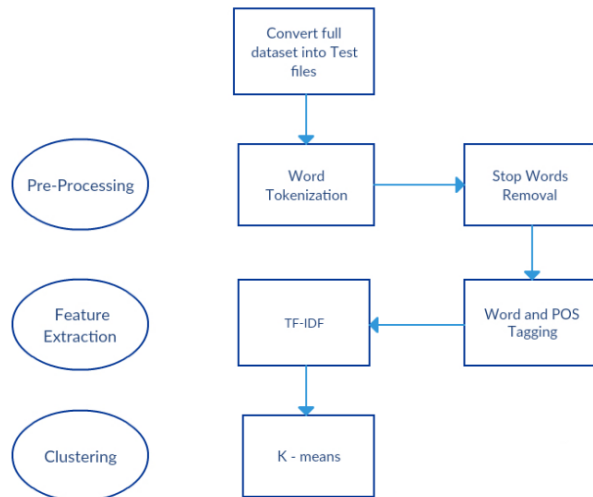 Convert full
dataset into Test
files
Pre-Processing
Word
Tokenization
Stop Words
Removal
Feature
Extraction
TF-IDF
Word and POS
Tagging
Clustering
K - means